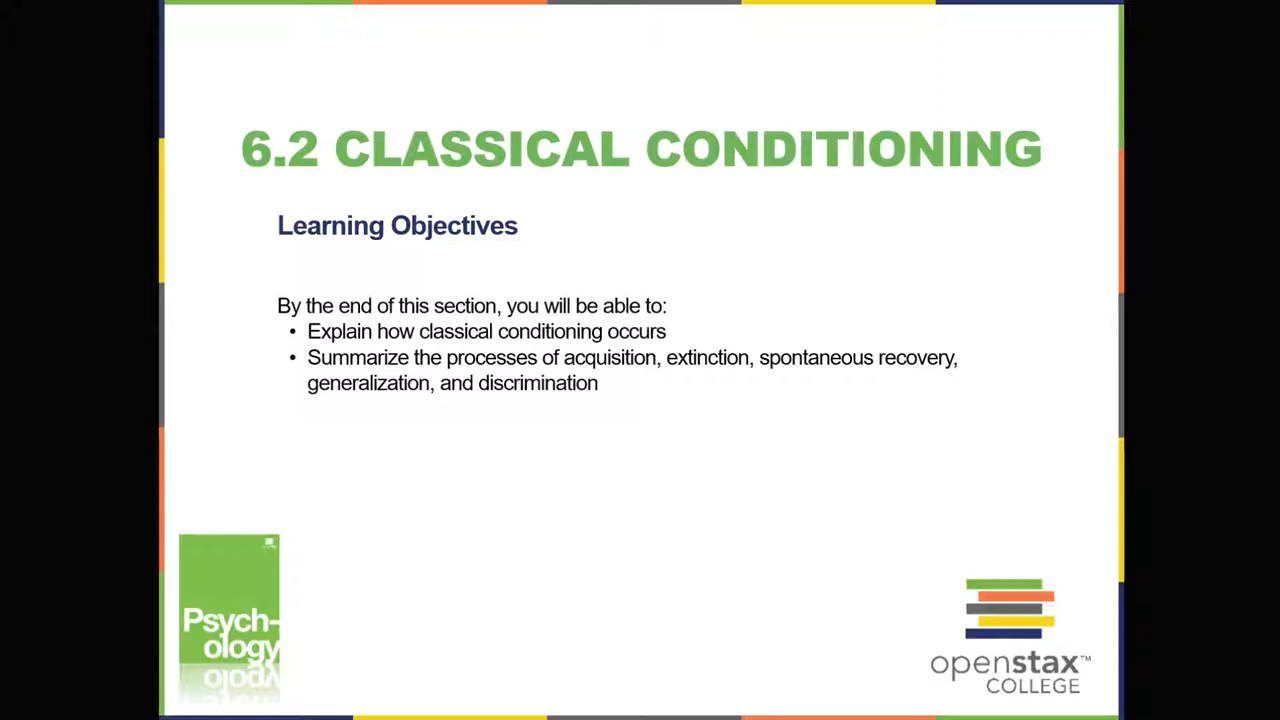 6.2 CLASSICAL CONDITIONING
Learning Objectives
By the end of this section, you will be able to:
• Explain how classical conditioning occurs
• Summarize the processes of acquisition, extinction, spontaneous recovery,
generalization, and discrimination
Psych-
ology
openstax™
COLLEGE